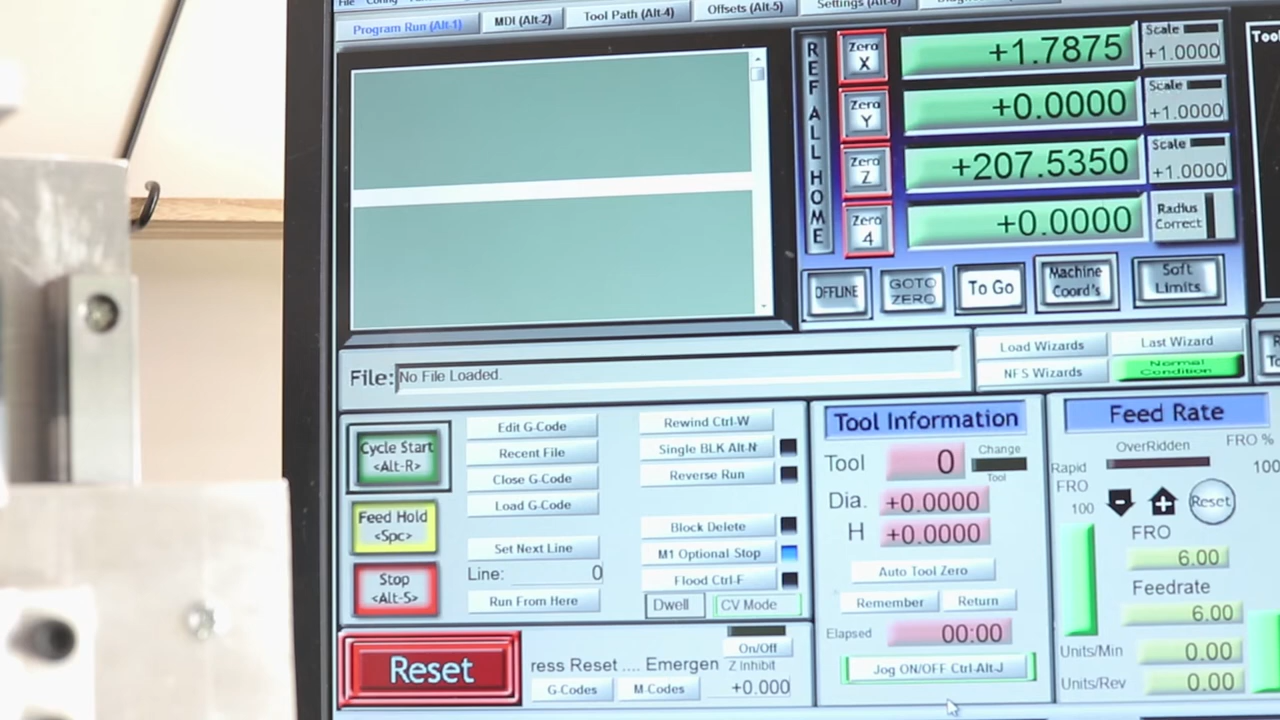 File Config
Program Run (Alt-1) MDI (Alt-2) Tool Path (Alt-4) Offsets (Alt-5) Settings (Alt-6)
REF ALL HOME
Zero X +1.7875 Scale +1.0000
Zero Y +0.0000 Scale +1.0000
Zero Z +207.5350 Scale +1.0000
Zero 4 +0.0000 Radius Correct
OFFLINE GOTO ZERO To Go Machine Coord's Soft Limits
File: No File Loaded.
Load Wizards Last Wizard
NFS Wizards Normal Condition
Cycle Start <Alt-R>
Feed Hold <Spc>
Stop <Alt-S>
Edit G-Code
Recent File
Close G-Code
Load G-Code
Set Next Line
Line: 0
Run From Here
Rewind Ctrl-W
Single BLK Alt-N
Reverse Run
Block Delete
M1 Optional Stop
Flood Ctrl-F
Dwell CV Mode
Reset
ress Reset .... Emergen
G-Codes M-Codes
On/Off
Z Inhibit
+0.000
Tool Information
Tool 0 Change Tool
Dia. +0.0000
H +0.0000
Auto Tool Zero
Remember Return
Elapsed 00:00
Jog ON/OFF Ctrl-Alt-J
Feed Rate
OverRidden FRO %
Rapid FRO 100
100
Reset
FRO
6.00
Feedrate
6.00
Units/Min 0.00
Units/Rev 0.00